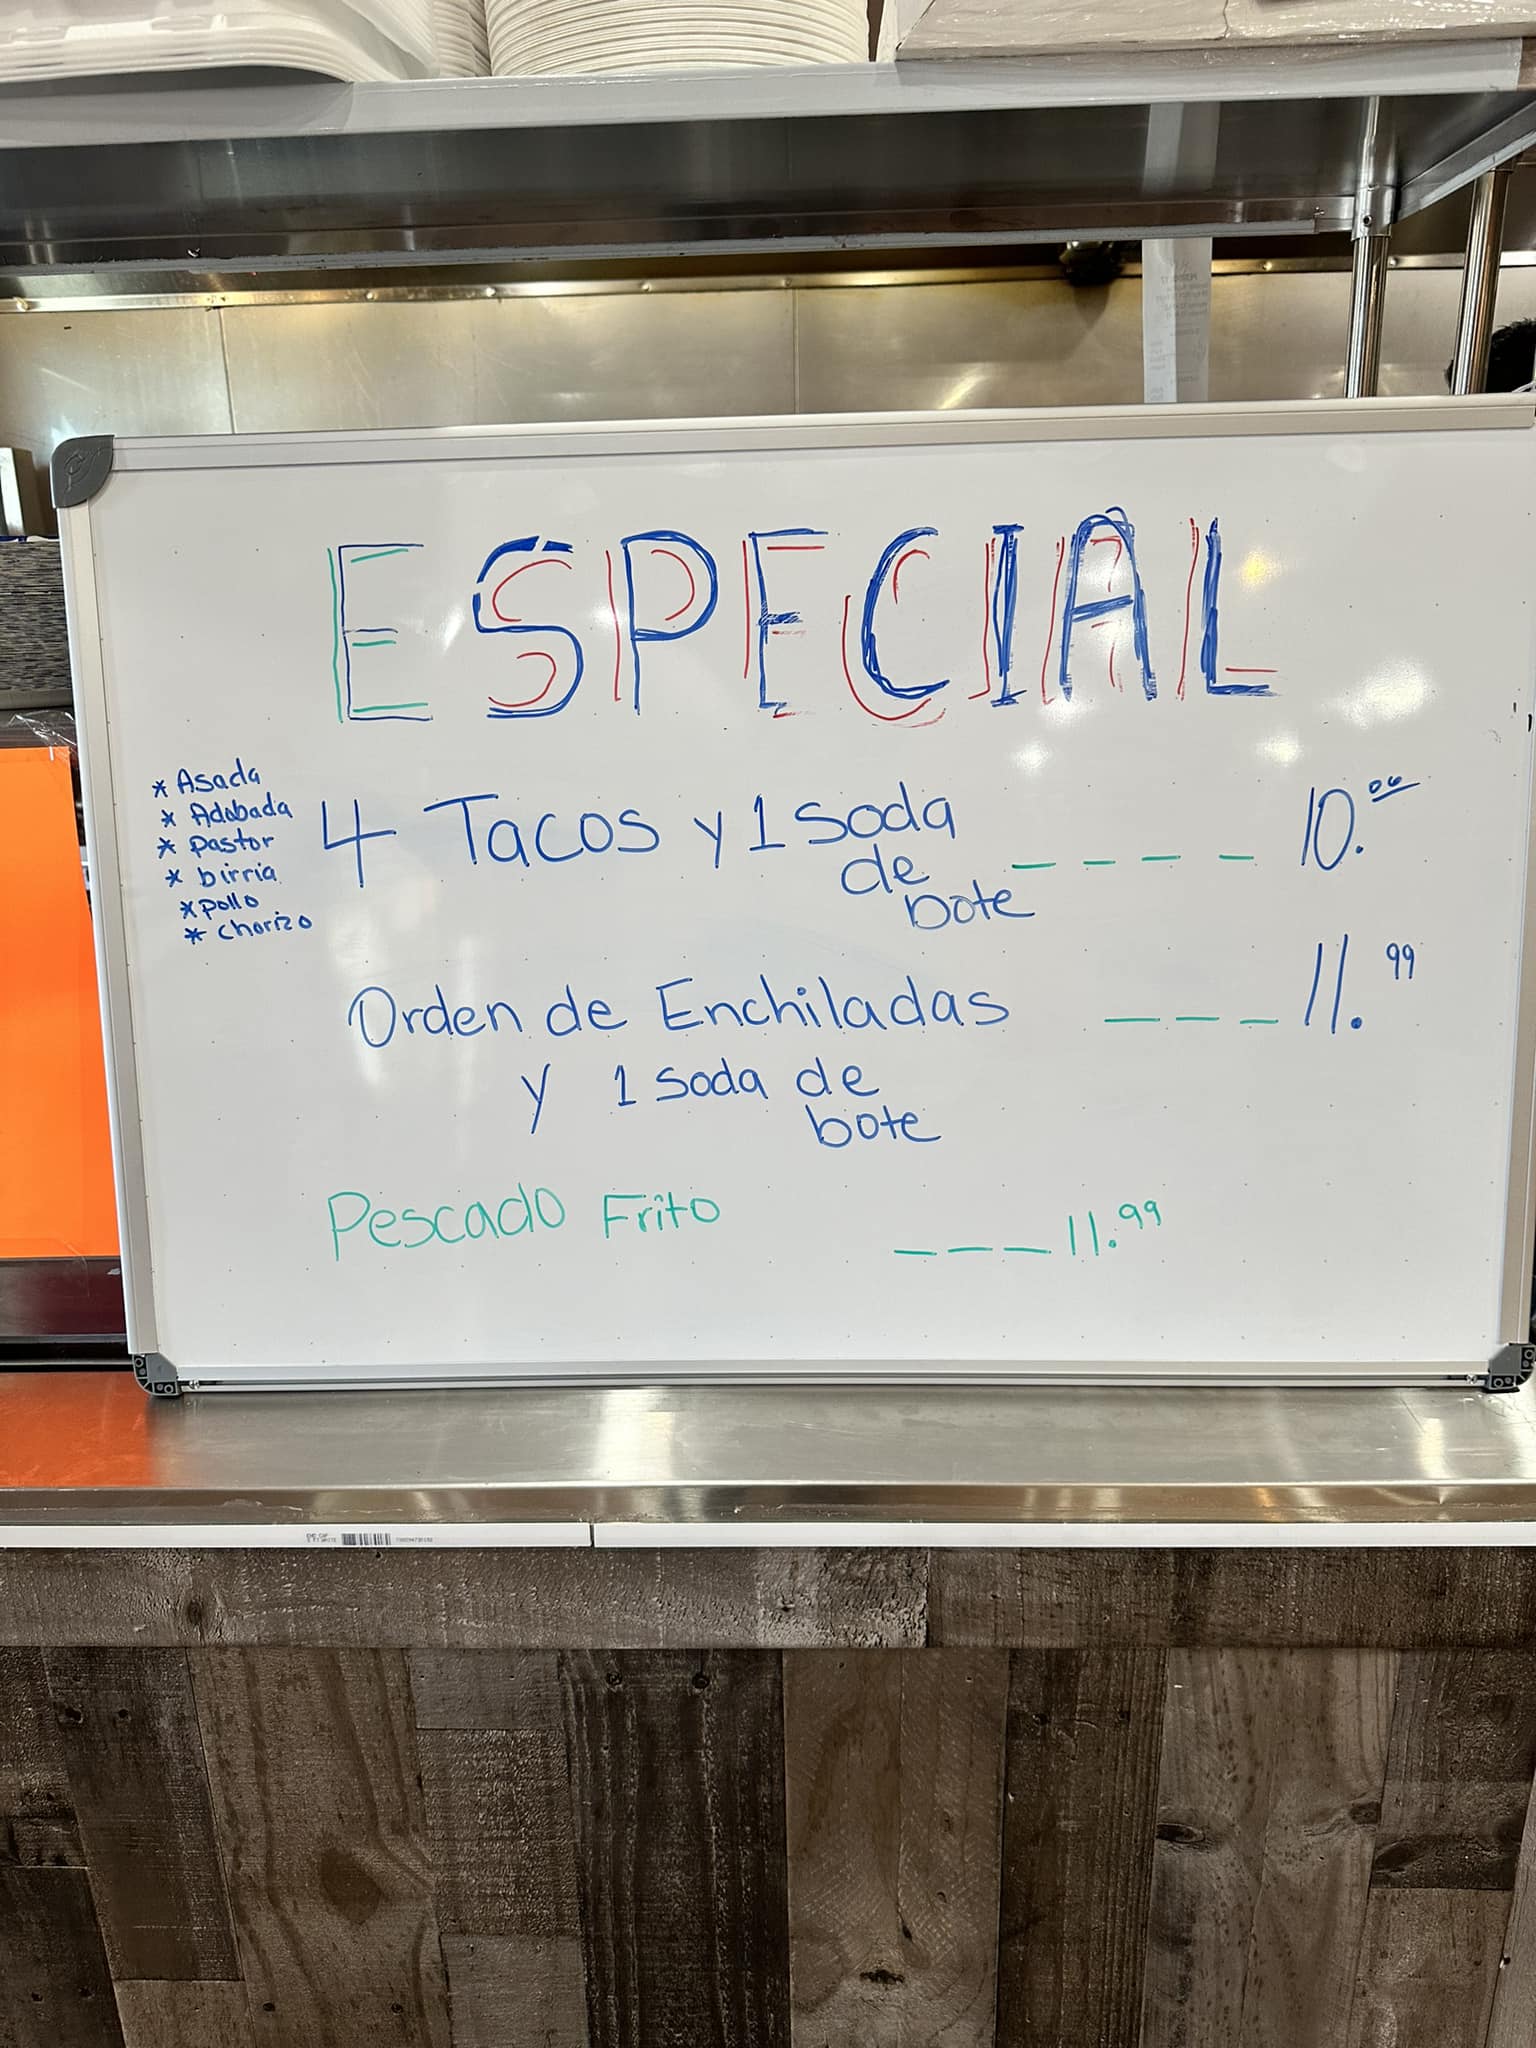 ESPECIAL
* Asada
* Adobada
* Pastor
* birria
* pollo
* chorizo
4 Tacos y 1 soda ---- 10.00
de
bote
Orden de Enchiladas --- 11.99
y 1 soda de
bote
Pescado Frito --- 11.99